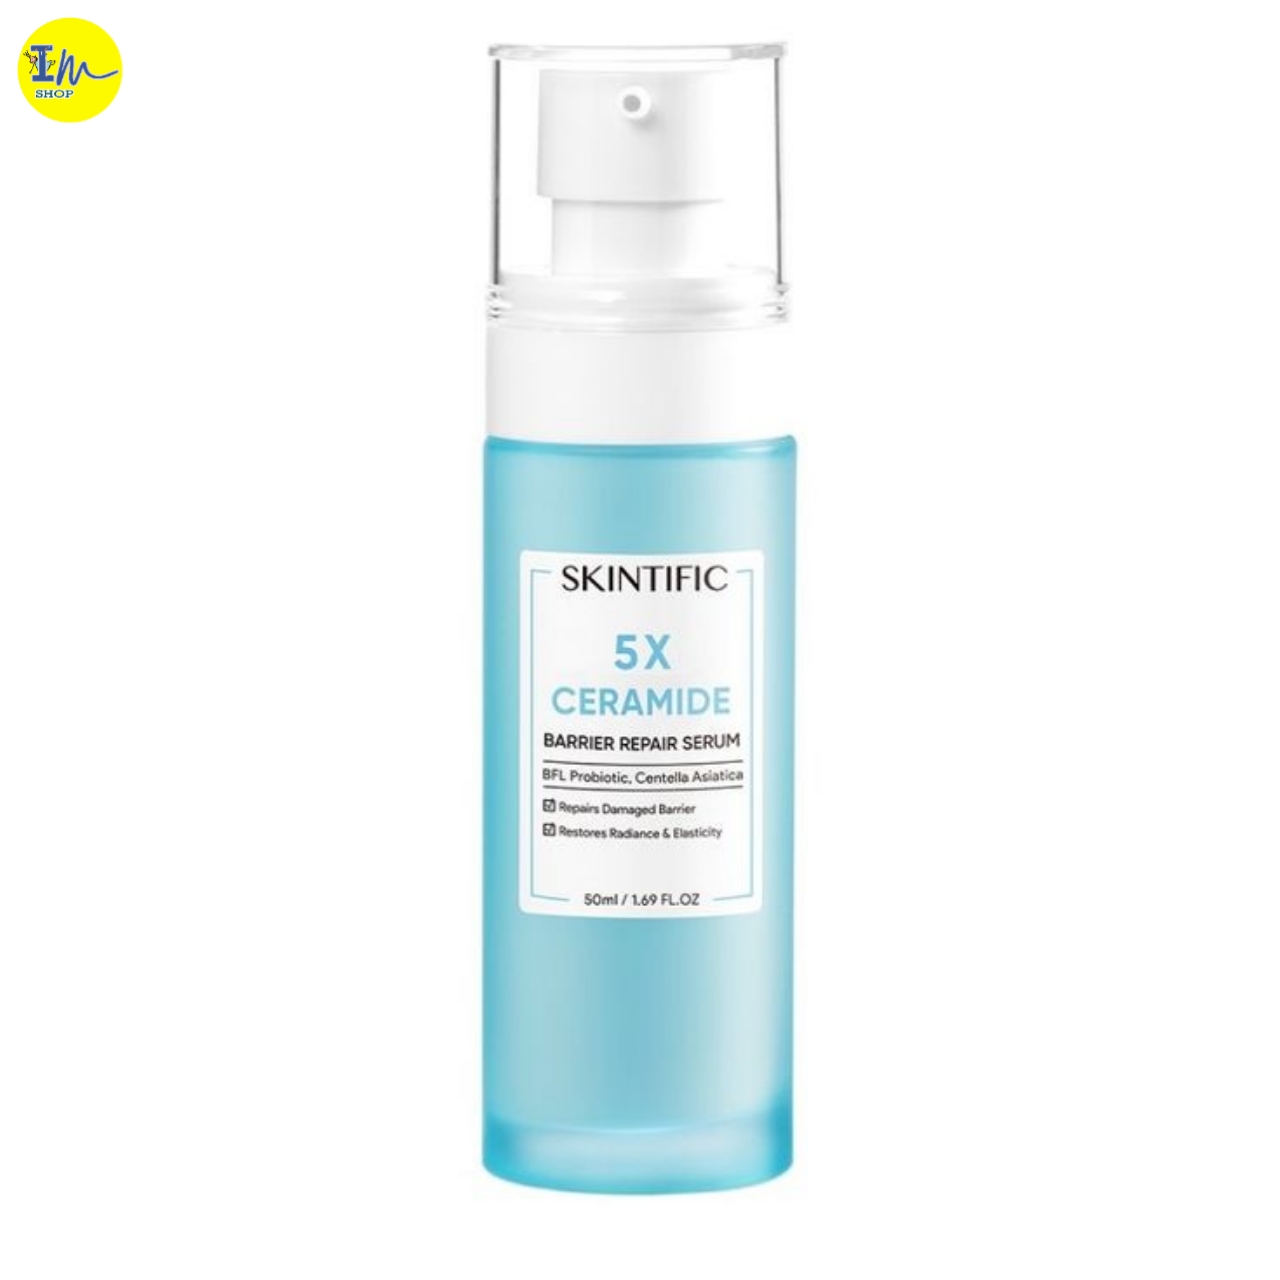 Im
SHOP
SKINTIFIC
5X
CERAMIDE
BARRIER REPAIR SERUM
BFL Probiotic, Centella Asiatica
☑ Repairs Damaged Barrier
☑ Restores Radiance & Elasticity
50ml / 1.69 FL.OZ